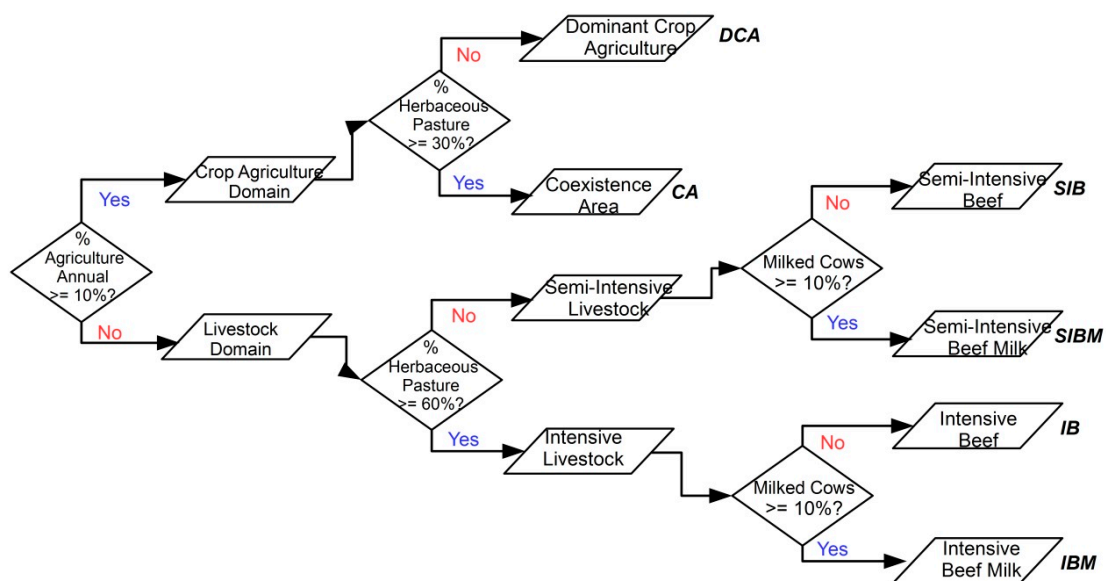 %
Agriculture
Annual
>= 10%?
Yes
No
Crop Agriculture
Domain
Livestock
Domain
%
Herbaceous
Pasture
>= 30%?
No
Yes
Dominant Crop
Agriculture
DCA
Coexistence
Area
CA
%
Herbaceous
Pasture
>= 60%?
No
Yes
Semi-Intensive
Livestock
Intensive
Livestock
Milked Cows
>= 10%?
No
Yes
Semi-Intensive
Beef
SIB
Semi-Intensive
Beef Milk
SIBM
Milked Cows
>= 10%?
No
Yes
Intensive
Beef
IB
Intensive
Beef Milk
IBM